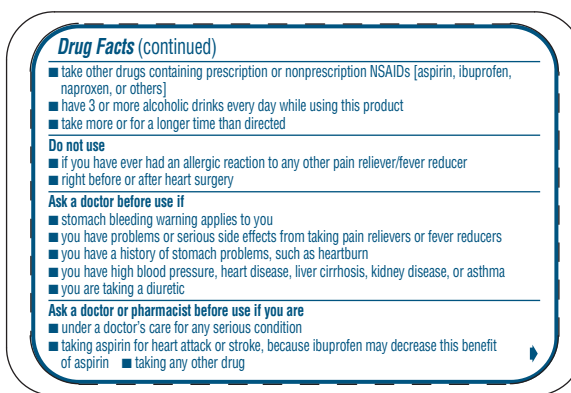 Drug Facts (continued)
■ take other drugs containing prescription or nonprescription NSAIDs [aspirin, ibuprofen,
naproxen, or others]
■ have 3 or more alcoholic drinks every day while using this product
■ take more or for a longer time than directed
Do not use
■ if you have ever had an allergic reaction to any other pain reliever/fever reducer
■ right before or after heart surgery
Ask a doctor before use if
■ stomach bleeding warning applies to you
■ you have problems or serious side effects from taking pain relievers or fever reducers
■ you have a history of stomach problems, such as heartburn
■ you have high blood pressure, heart disease, liver cirrhosis, kidney disease, or asthma
■ you are taking a diuretic
Ask a doctor or pharmacist before use if you are
■ under a doctor's care for any serious condition
■ taking aspirin for heart attack or stroke, because ibuprofen may decrease this benefit
of aspirin ■ taking any other drug